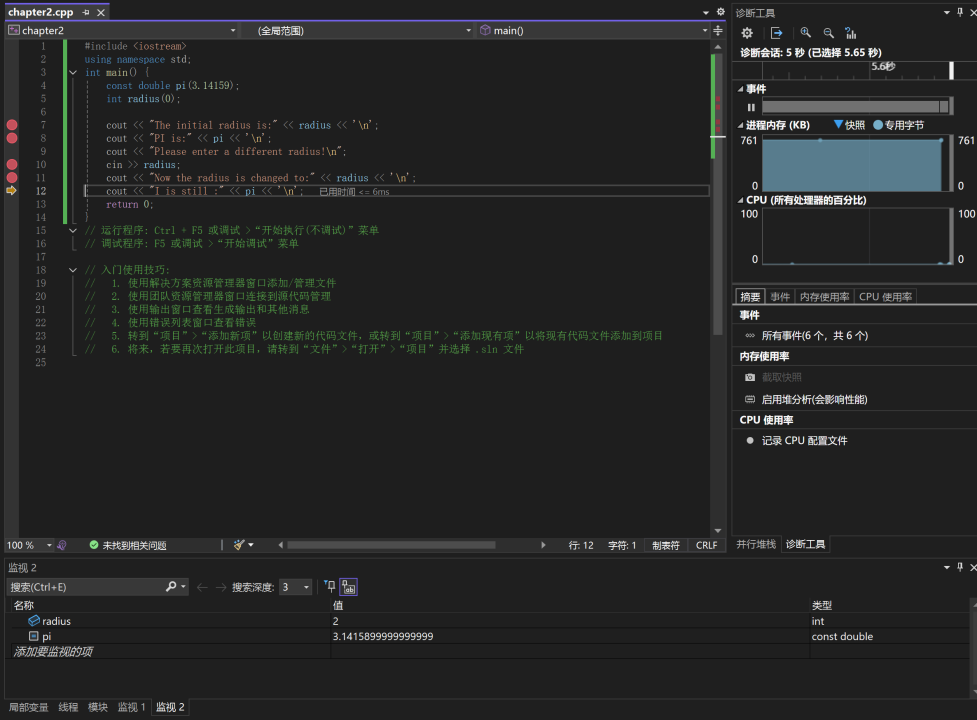 chapter2.cpp
chapter2
(全局范围)
main()
1 #include <iostream>
2 using namespace std;
3 int main() {
4 const double pi(3.14159);
5 int radius(0);
6
7 cout << "The initial radius is:" << radius << '\n';
8 cout << "PI is:" << pi << '\n';
9 cout << "Please enter a different radius!\n";
10 cin >> radius;
11 cout << "Now the radius is changed to:" << radius << '\n';
12 cout << "I is still :" << pi << '\n'; 已用时间 <= 6ms
13 return 0;
14 }
15 // 运行程序: Ctrl + F5 或调试 >“开始执行(不调试)”菜单
16 // 调试程序: F5 或调试 >“开始调试”菜单
17
18 // 入门使用技巧:
19 // 1. 使用解决方案资源管理器窗口添加/管理文件
20 // 2. 使用团队资源管理器窗口连接到源代码管理
21 // 3. 使用输出窗口查看生成输出和其他消息
22 // 4. 使用错误列表窗口查看错误
23 // 5. 转到“项目”>“添加新项”以创建新的代码文件，或转到“项目”>“添加现有项”以将现有代码文件添加到项目
24 // 6. 将来，若要再次打开此项目，请转到“文件”>“打开”>“项目”并选择 .sln 文件
25
100 %
未找到相关问题
行: 12
字符: 1
制表符
CRLF
诊断工具
诊断会话: 5 秒 (已选择 5.65 秒)
5.6秒
事件
进程内存 (KB)
快照
专用字节
761
761
0
0
CPU (所有处理器的百分比)
100
100
0
0
摘要
事件
内存使用率
CPU 使用率
事件
所有事件(6 个，共 6 个)
内存使用率
截取快照
启用堆分析(会影响性能)
CPU 使用率
记录 CPU 配置文件
并行堆栈
诊断工具
监视 2
搜索(Ctrl+E)
搜索深度:
3
名称
值
类型
radius
2
int
pi
3.1415899999999999
const double
添加要监视的项
局部变量
线程
模块
监视 1
监视 2